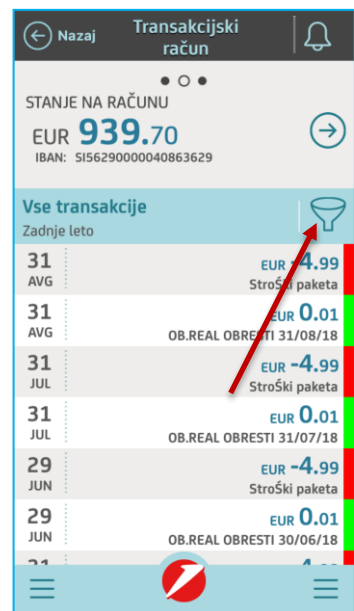 Nazaj
Transakcijski
račun
STANJE NA RAČUNU
EUR 939.70
IBAN: SI56290000040863629
Vse transakcije
Zadnje leto
31
AVG
EUR -4.99
StroŠki paketa
31
AVG
EUR 0.01
OB.REAL OBRESTI 31/08/18
31
JUL
EUR -4.99
StroŠki paketa
31
JUL
EUR 0.01
OB.REAL OBRESTI 31/07/18
29
JUN
EUR -4.99
StroŠki paketa
29
JUN
EUR 0.01
OB.REAL OBRESTI 30/06/18